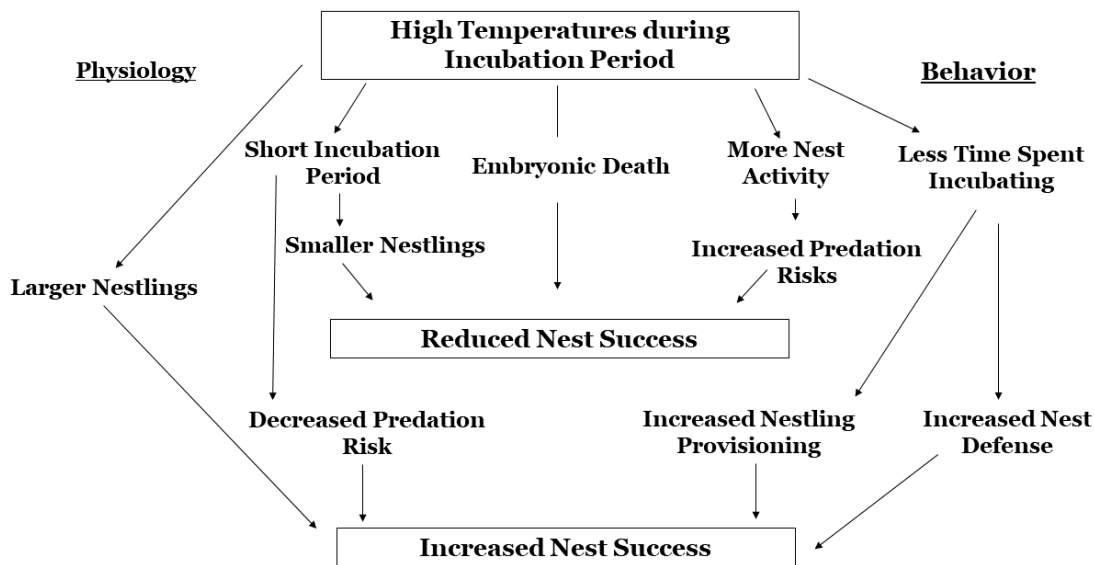 High Temperatures during
Incubation Period
Physiology
Behavior
Short Incubation
Period
Embryonic Death
More Nest
Activity
Less Time Spent
Incubating
Smaller Nestlings
Increased Predation
Risks
Larger Nestlings
Reduced Nest Success
Decreased Predation
Risk
Increased Nestling
Provisioning
Increased Nest
Defense
Increased Nest Success